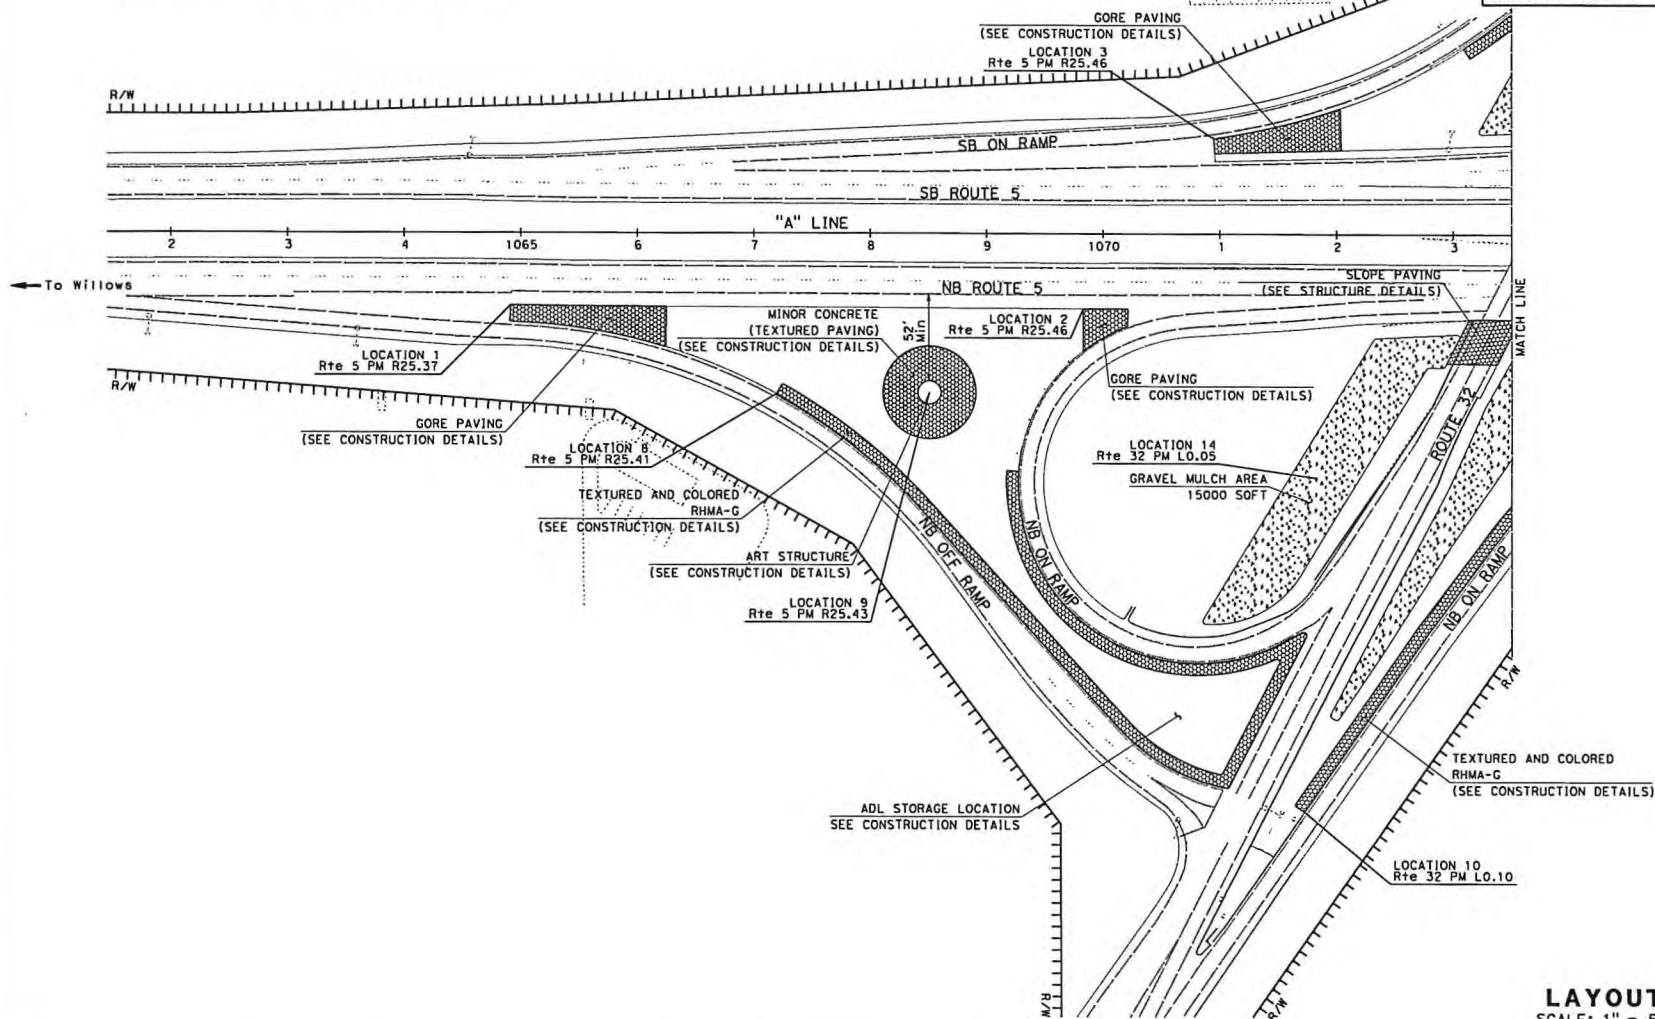 GORE PAVING
(SEE CONSTRUCTION DETAILS)
LOCATION 3
Rte 5 PM R25.46
R/W
SB ON RAMP
SB ROUTE 5
"A" LINE
2 3 4 1065 6 7 8 9 1070 1 2 3
To Willows
NB ROUTE 5
SLOPE PAVING
(SEE STRUCTURE DETAILS)
MATCH LINE
MINOR CONCRETE
(TEXTURED PAVING)
(SEE CONSTRUCTION DETAILS)
52'
Min
LOCATION 2
Rte 5 PM R25.46
LOCATION 1
Rte 5 PM R25.37
R/W
GORE PAVING
(SEE CONSTRUCTION DETAILS)
GORE PAVING
(SEE CONSTRUCTION DETAILS)
LOCATION 8
Rte 5 PM R25.41
LOCATION 14
Rte 32 PM L0.05
GRAVEL MULCH AREA
15000 SQFT
ROUTE 32
TEXTURED AND COLORED
RHMA-G
(SEE CONSTRUCTION DETAILS)
NB OFF RAMP
NB ON RAMP
NB ON RAMP
ART STRUCTURE
(SEE CONSTRUCTION DETAILS)
LOCATION 9
Rte 5 PM R25.43
R/W
TEXTURED AND COLORED
RHMA-G
(SEE CONSTRUCTION DETAILS)
ADL STORAGE LOCATION
SEE CONSTRUCTION DETAILS
LOCATION 10
Rte 32 PM L0.10
R/W
R/W
LAYOUT